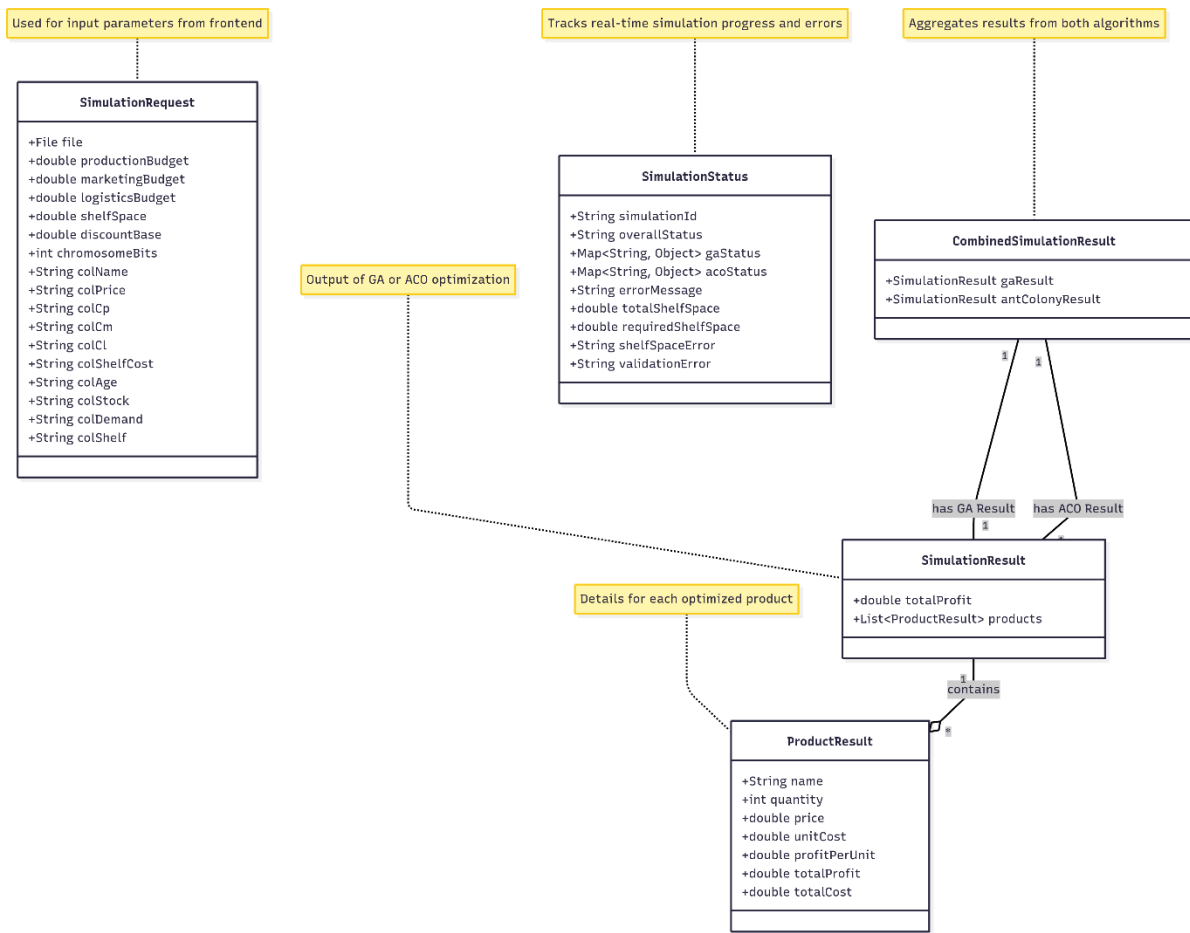 Used for input parameters from frontend
Tracks real-time simulation progress and errors
Aggregates results from both algorithms
SimulationRequest
+File file
+double productionBudget
+double marketingBudget
+double logisticsBudget
+double shelfSpace
+double discountBase
+int chromosomeBits
+String colName
+String colPrice
+String colCp
+String colCm
+String colCl
+String colShelfCost
+String colAge
+String colStock
+String colDemand
+String colShelf
SimulationStatus
+String simulationId
+String overallStatus
+Map<String, Object> gaStatus
+Map<String, Object> acoStatus
+String errorMessage
+double totalShelfSpace
+double requiredShelfSpace
+String shelfSpaceError
+String validationError
CombinedSimulationResult
+SimulationResult gaResult
+SimulationResult antColonyResult
Output of GA or ACO optimization
1
1
has GA Result
has ACO Result
1
SimulationResult
+double totalProfit
+List<ProductResult> products
Details for each optimized product
1
contains
*
ProductResult
+String name
+int quantity
+double price
+double unitCost
+double profitPerUnit
+double totalProfit
+double totalCost